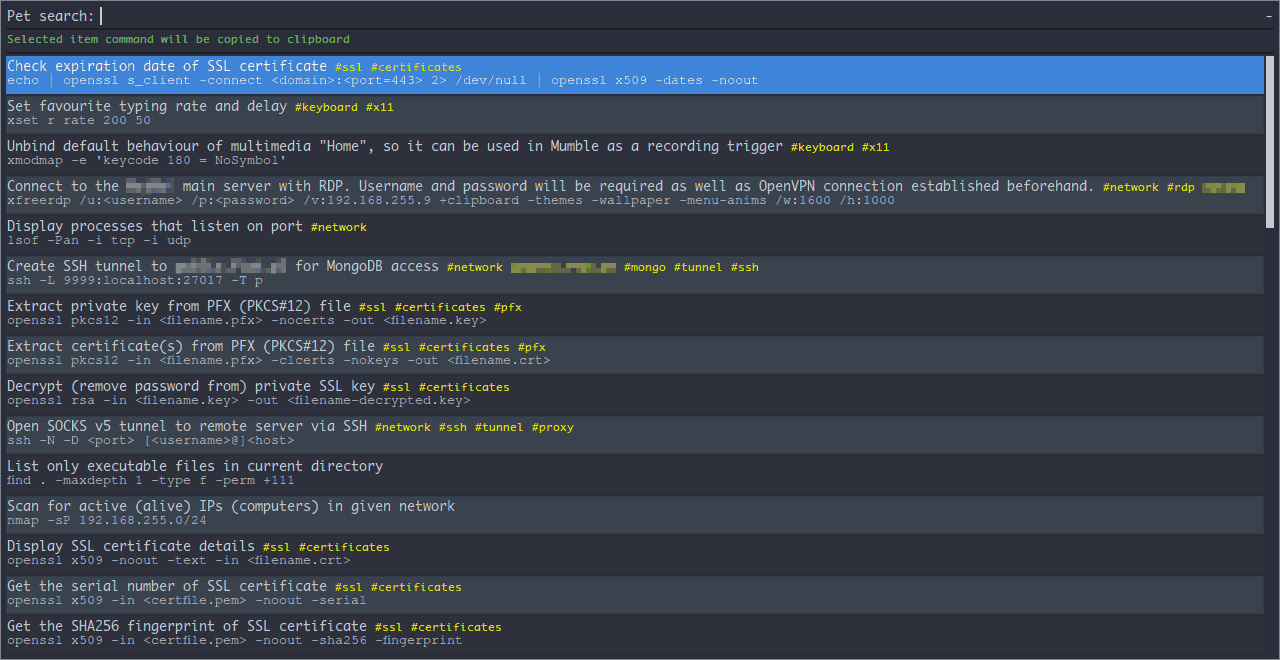 Pet search:
Selected item command will be copied to clipboard
Check expiration date of SSL certificate #ssl #certificates
echo | openssl s_client -connect <domain>:<port=443> 2> /dev/null | openssl x509 -dates -noout
Set favourite typing rate and delay #keyboard #x11
xset r rate 200 50
Unbind default behaviour of multimedia "Home", so it can be used in Mumble as a recording trigger #keyboard #x11
xmodmap -e 'keycode 180 = NoSymbol'
Connect to the main server with RDP. Username and password will be required as well as OpenVPN connection established beforehand. #network #rdp
xfreerdp /u:<username> /p:<password> /v:192.168.255.9 +clipboard -themes -wallpaper -menu-anims /w:1600 /h:1000
Display processes that listen on port #network
lsof -Pan -i tcp -i udp
Create SSH tunnel to for MongoDB access #network #mongo #tunnel #ssh
ssh -L 9999:localhost:27017 -T p
Extract private key from PFX (PKCS#12) file #ssl #certificates #pfx
openssl pkcs12 -in <filename.pfx> -nocerts -out <filename.key>
Extract certificate(s) from PFX (PKCS#12) file #ssl #certificates #pfx
openssl pkcs12 -in <filename.pfx> -clcerts -nokeys -out <filename.crt>
Decrypt (remove password from) private SSL key #ssl #certificates
openssl rsa -in <filename.key> -out <filename-decrypted.key>
Open SOCKS v5 tunnel to remote server via SSH #network #ssh #tunnel #proxy
ssh -N -D <port> [<username>@]<host>
List only executable files in current directory
find . -maxdepth 1 -type f -perm +111
Scan for active (alive) IPs (computers) in given network
nmap -sP 192.168.255.0/24
Display SSL certificate details #ssl #certificates
openssl x509 -noout -text -in <filename.crt>
Get the serial number of SSL certificate #ssl #certificates
openssl x509 -in <certfile.pem> -noout -serial
Get the SHA256 fingerprint of SSL certificate #ssl #certificates
openssl x509 -in <certfile.pem> -noout -sha256 -fingerprint